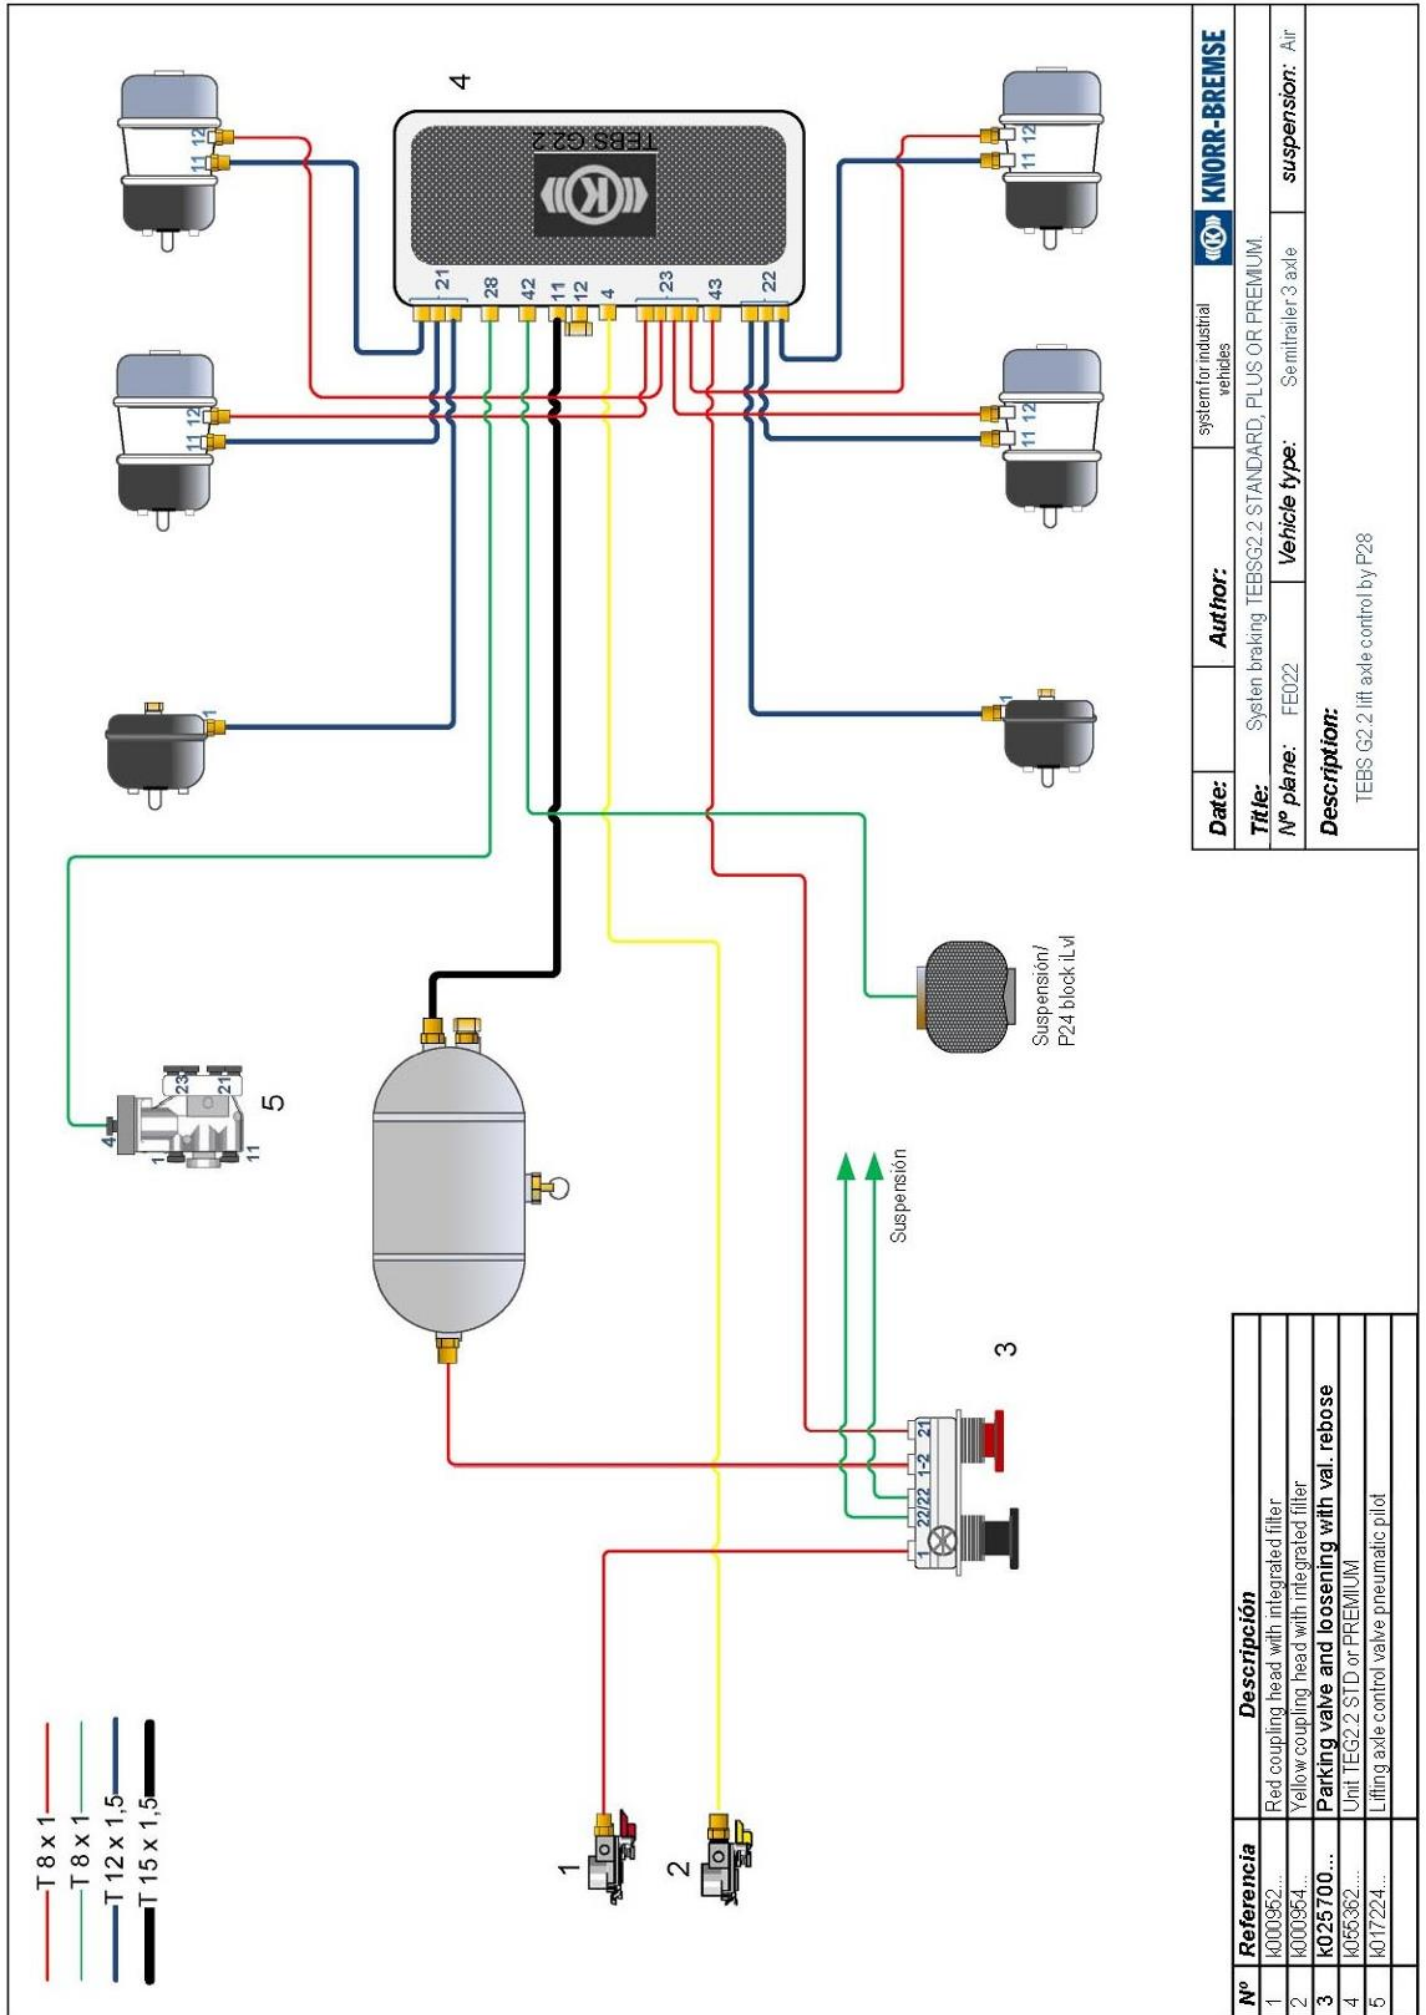 T 8 x 1
T 8 x 1
T 12 x 1,5
T 15 x 1,5
1
2
3
1
22/22
1-2
21
Suspensión
Suspensión/
P24 block iLvl
5
4
1
11
23
21
1
11
12
11
12
4
TEBS G2.2
K
21
28
42
11
12
4
23
43
22
1
11
12
11
12
Nº Referencia Descripción
1 k000952... Red coupling head with integrated filter
2 k000954... Yellow coupling head with integrated filter
3 k025700... Parking valve and loosening with val. rebose
4 k055362... Unit TEG2.2 STD or PREMIUM
5 k017224... Lifting axle control valve pneumatic pilot
Date: Author: system for industrial
vehicles
K KNORR-BREMSE
Title: Systen braking TEBSG2.2 STANDARD, PLUS OR PREMIUM.
Nº plane: FE022 Vehicle type: Semitrailer 3 axle suspension: Air
Description:
TEBS G2.2 lift axle control by P28